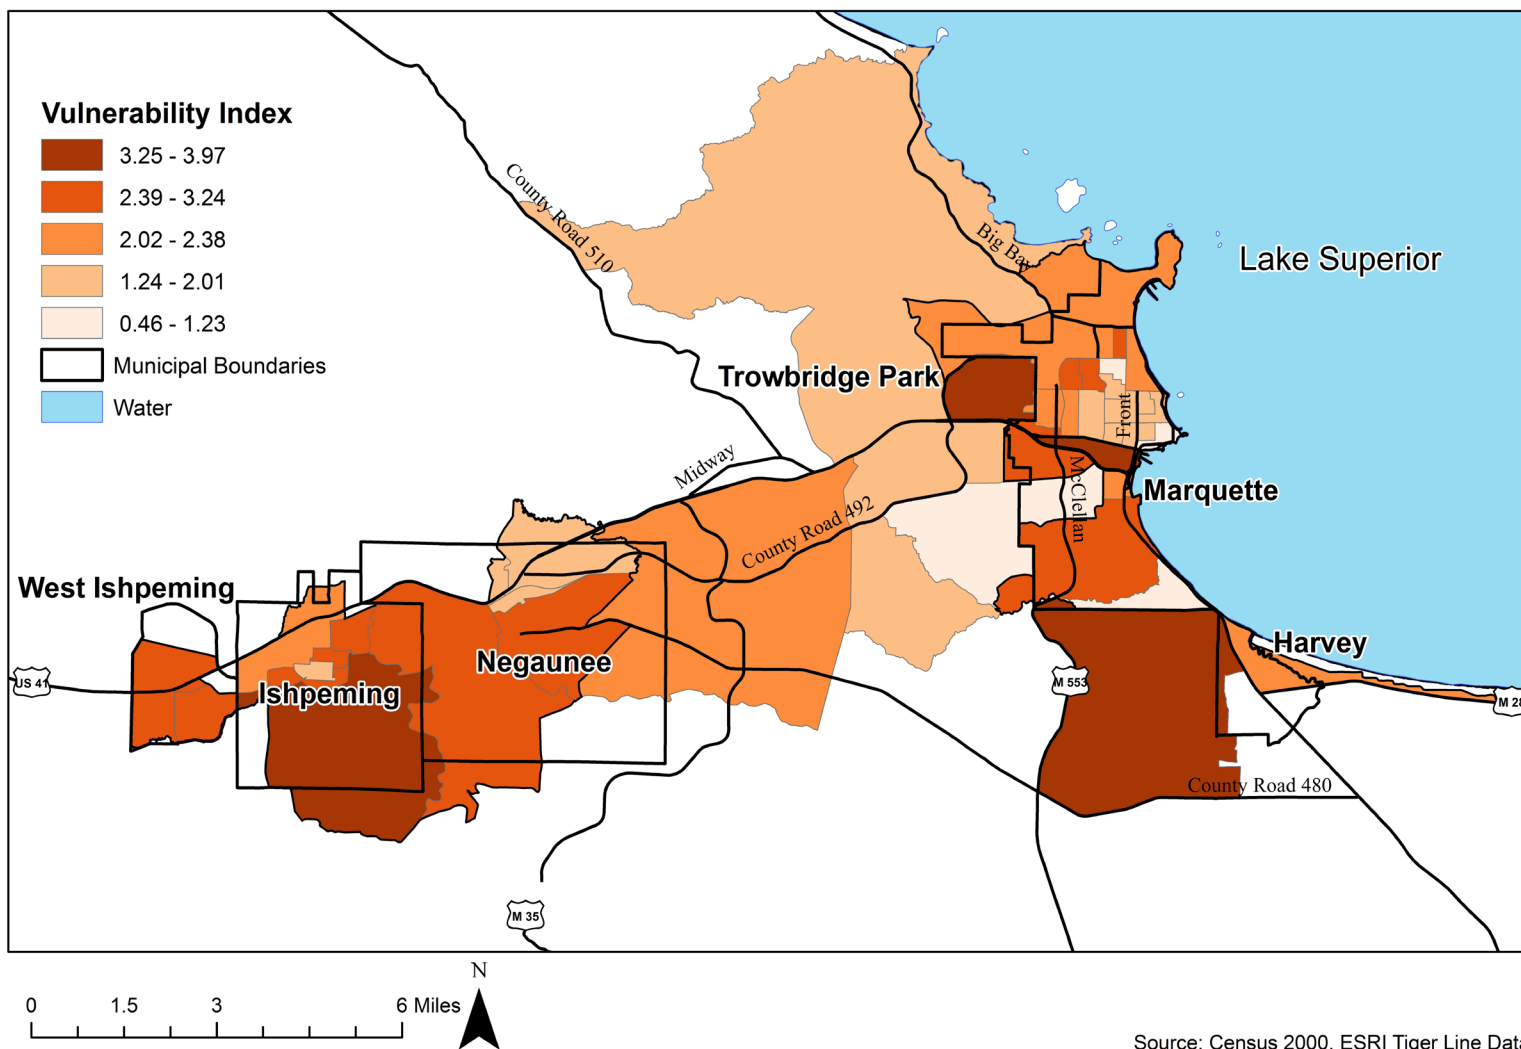 Vulnerability Index
3.25 - 3.97
2.39 - 3.24
2.02 - 2.38
1.24 - 2.01
0.46 - 1.23
Municipal Boundaries
Water
County Road 510
Big Bay
Lake Superior
Trowbridge Park
Front
Midway
McClellan
Marquette
County Road 492
West Ishpeming
Negaunee
Harvey
US 41
Ishpeming
M 553
M 28
County Road 480
M 35
N
0 1.5 3 6 Miles
Source: Census 2000, ESRI Tiger Line Data